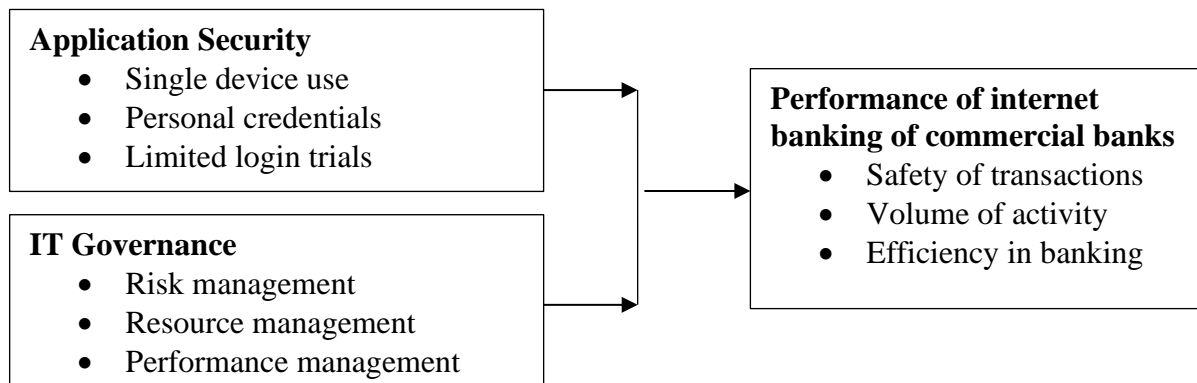 Application Security
• Single device use
• Personal credentials
• Limited login trials
IT Governance
• Risk management
• Resource management
• Performance management
Performance of internet
banking of commercial banks
• Safety of transactions
• Volume of activity
• Efficiency in banking